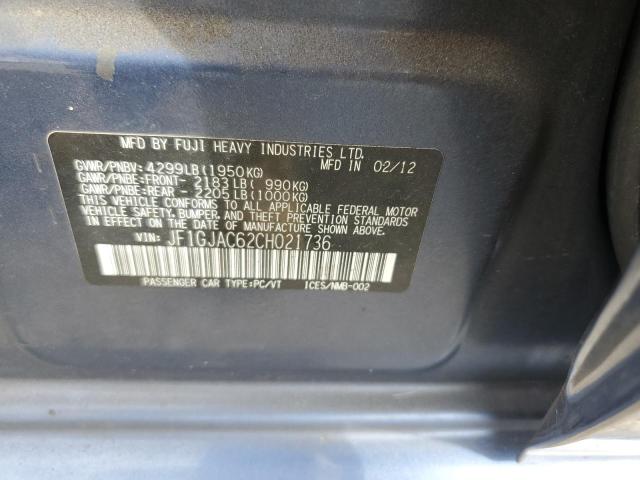 MFD BY FUJI HEAVY INDUSTRIES LTD.
MFD IN 02/12
GVWR/PNBV: 4299LB(1950KG)
GAWR/PNBE:FRONT- 2183LB( 990KG)
GAWR/PNBE:REAR - 2205LB(1000KG)
THIS VEHICLE CONFORMS TO ALL APPLICABLE FEDERAL MOTOR
VEHICLE SAFETY, BUMPER, AND THEFT PREVENTION STANDARDS
IN EFFECT ON THE DATE OF MANUFACTURE SHOWN ABOVE.
VIN: JF1GJAC62CH021736
PASSENGER CAR TYPE:PC/VT ICES/NMB-002